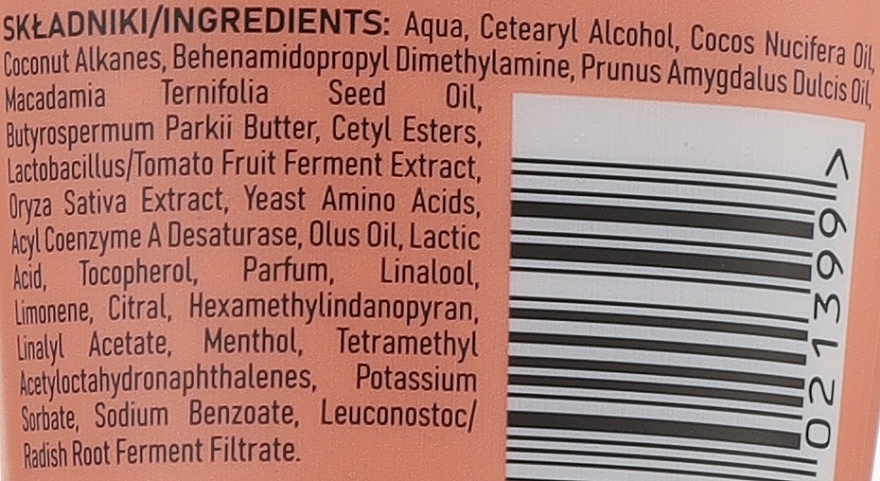 SKŁADNIKI/INGREDIENTS: Aqua, Cetearyl Alcohol, Cocos Nucifera Oil,
Coconut Alkanes, Behenamidopropyl Dimethylamine, Prunus Amygdalus Dulcis Oil,
Macadamia Ternifolia Seed Oil,
Butyrospermum Parkii Butter, Cetyl Esters,
Lactobacillus/Tomato Fruit Ferment Extract,
Oryza Sativa Extract, Yeast Amino Acids,
Acyl Coenzyme A Desaturase, Olus Oil, Lactic
Acid, Tocopherol, Parfum, Linalool,
Limonene, Citral, Hexamethylindanopyran,
Linalyl Acetate, Menthol, Tetramethyl
Acetyloctahydronaphthalenes, Potassium
Sorbate, Sodium Benzoate, Leuconostoc/
Radish Root Ferment Filtrate.
021399>